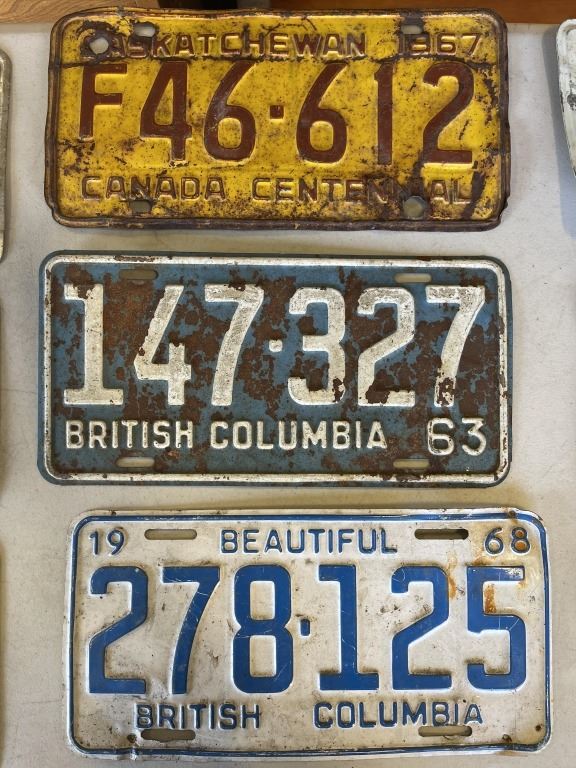 SASKATCHEWAN 1967
F46·612
CANADA CENTENNIAL
147·327
BRITISH COLUMBIA 63
19 BEAUTIFUL 68
278·125
BRITISH COLUMBIA